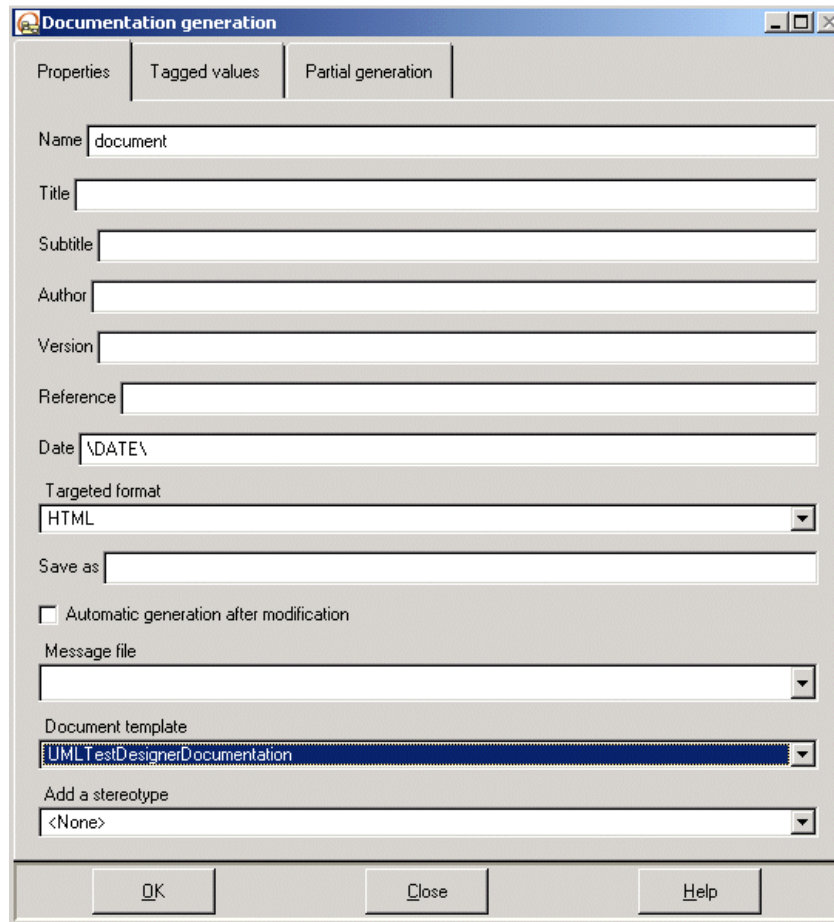 Documentation generation
Properties Tagged values Partial generation
Name document
Title
Subtitle
Author
Version
Reference
Date \DATE\
Targeted format
HTML
Save as
Automatic generation after modification
Message file
Document template
UMLTestDesignerDocumentation
Add a stereotype
<None>
OK Close Help